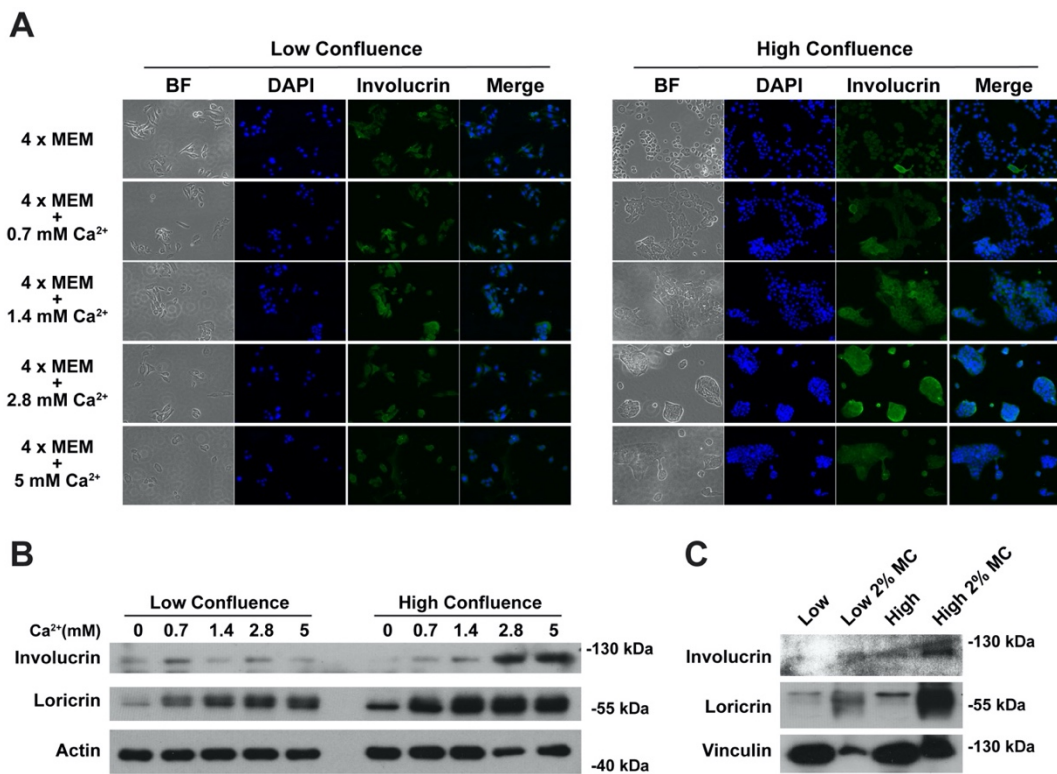 A
Low Confluence
High Confluence
BF DAPI Involucrin Merge
BF DAPI Involucrin Merge
4 x MEM
4 x MEM
+
0.7 mM Ca²⁺
4 x MEM
+
1.4 mM Ca²⁺
4 x MEM
+
2.8 mM Ca²⁺
4 x MEM
+
5 mM Ca²⁺
B
Low Confluence High Confluence
Ca²⁺(mM) 0 0.7 1.4 2.8 5 0 0.7 1.4 2.8 5
Involucrin -130 kDa
Loricrin -55 kDa
Actin -40 kDa
C
Low Low 2% MC High High 2% MC
Involucrin -130 kDa
Loricrin -55 kDa
Vinculin -130 kDa